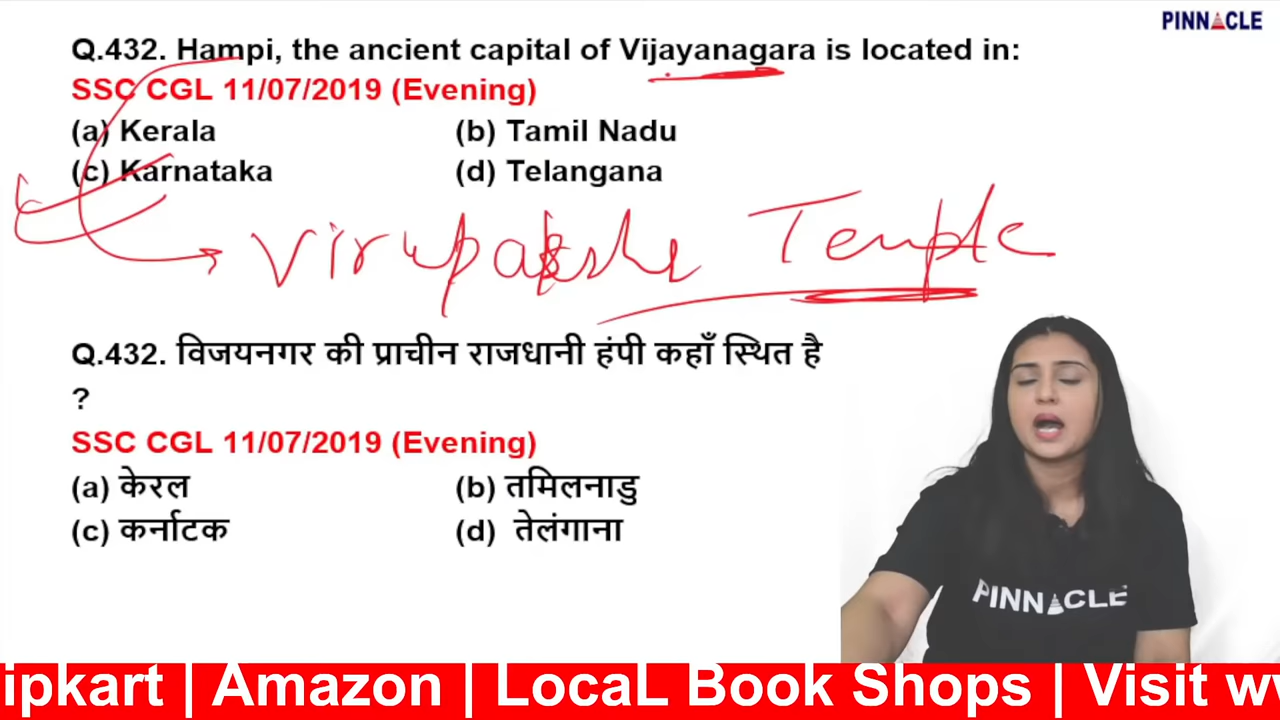 PINNACLE
Q.432. Hampi, the ancient capital of Vijayanagara is located in:
SSC CGL 11/07/2019 (Evening)
(a) Kerala (b) Tamil Nadu
(c) Karnataka (d) Telangana
Virupaksha Temple
Q.432. विजयनगर की प्राचीन राजधानी हंपी कहाँ स्थित है
?
SSC CGL 11/07/2019 (Evening)
(a) केरल (b) तमिलनाडु
(c) कर्नाटक (d) तेलंगाना
PINNACLE
ipkart | Amazon | LocaL Book Shops | Visit w